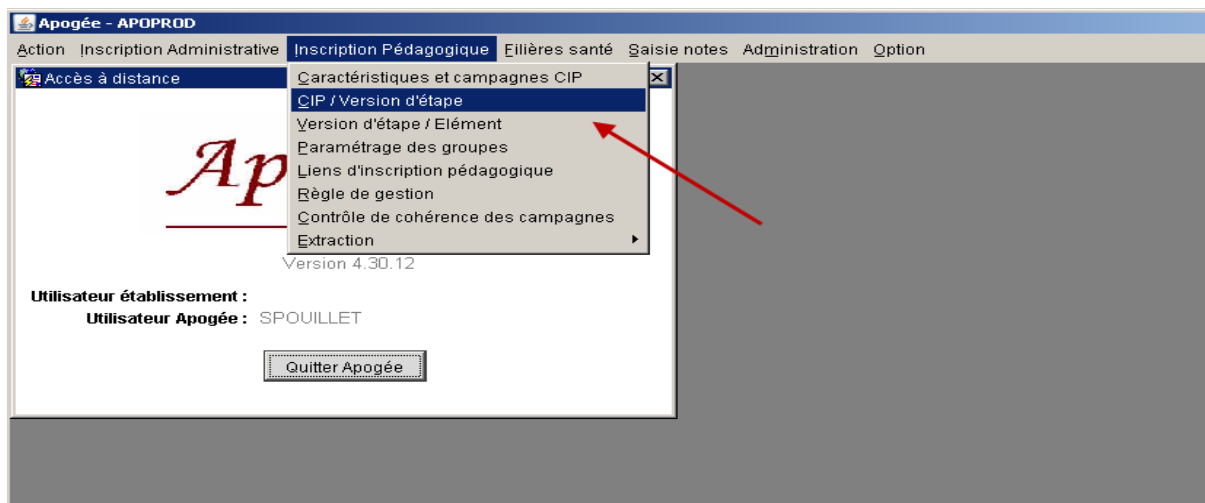 Apogée - APOPROD
Action Inscription Administrative Inscription Pédagogique Filières santé Saisie notes Administration Option
Accès à distance
Caractéristiques et campagnes CIP
CIP / Version d'étape
Version d'étape / Elément
Paramétrage des groupes
Liens d'inscription pédagogique
Règle de gestion
Contrôle de cohérence des campagnes
Extraction
Ap
Version 4.30.12
Utilisateur établissement :
Utilisateur Apogée : SPOUILLET
Quitter Apogée